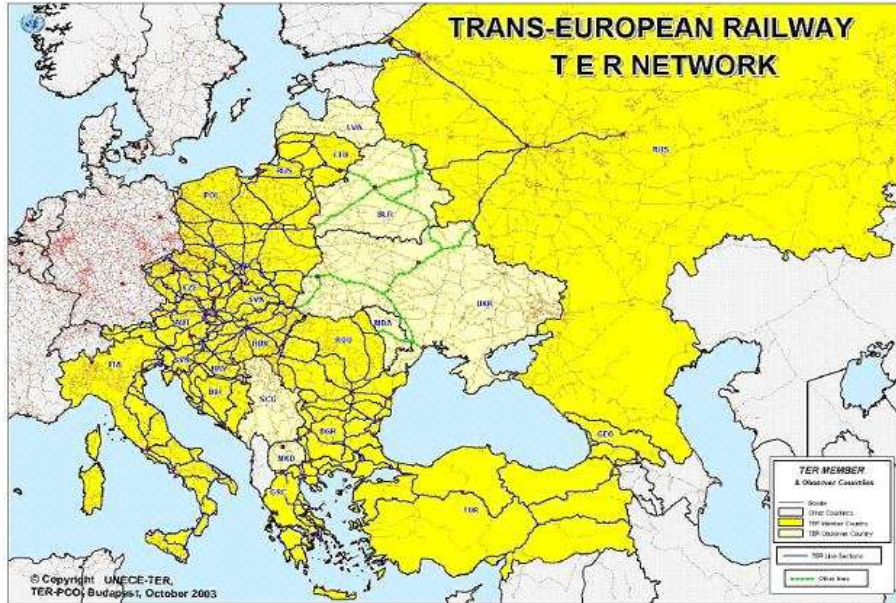 TRANS-EUROPEAN RAILWAY
T E R NETWORK
LVA
LTU
RUS
RUS
POL
BLR
CZE
SVK
UKR
AUT
MDA
HUN
ROU
ITA
HRV
BIH
SCG
BGR
GEO
MKD
GRC
TUR
TER MEMBER
& Observer Countries
Border
Other Countries
TER Member Country
TER Observer Country
TER Line Sections
Other lines
© Copyright UNECE-TER,
TER-PCO, Budapest, October 2003